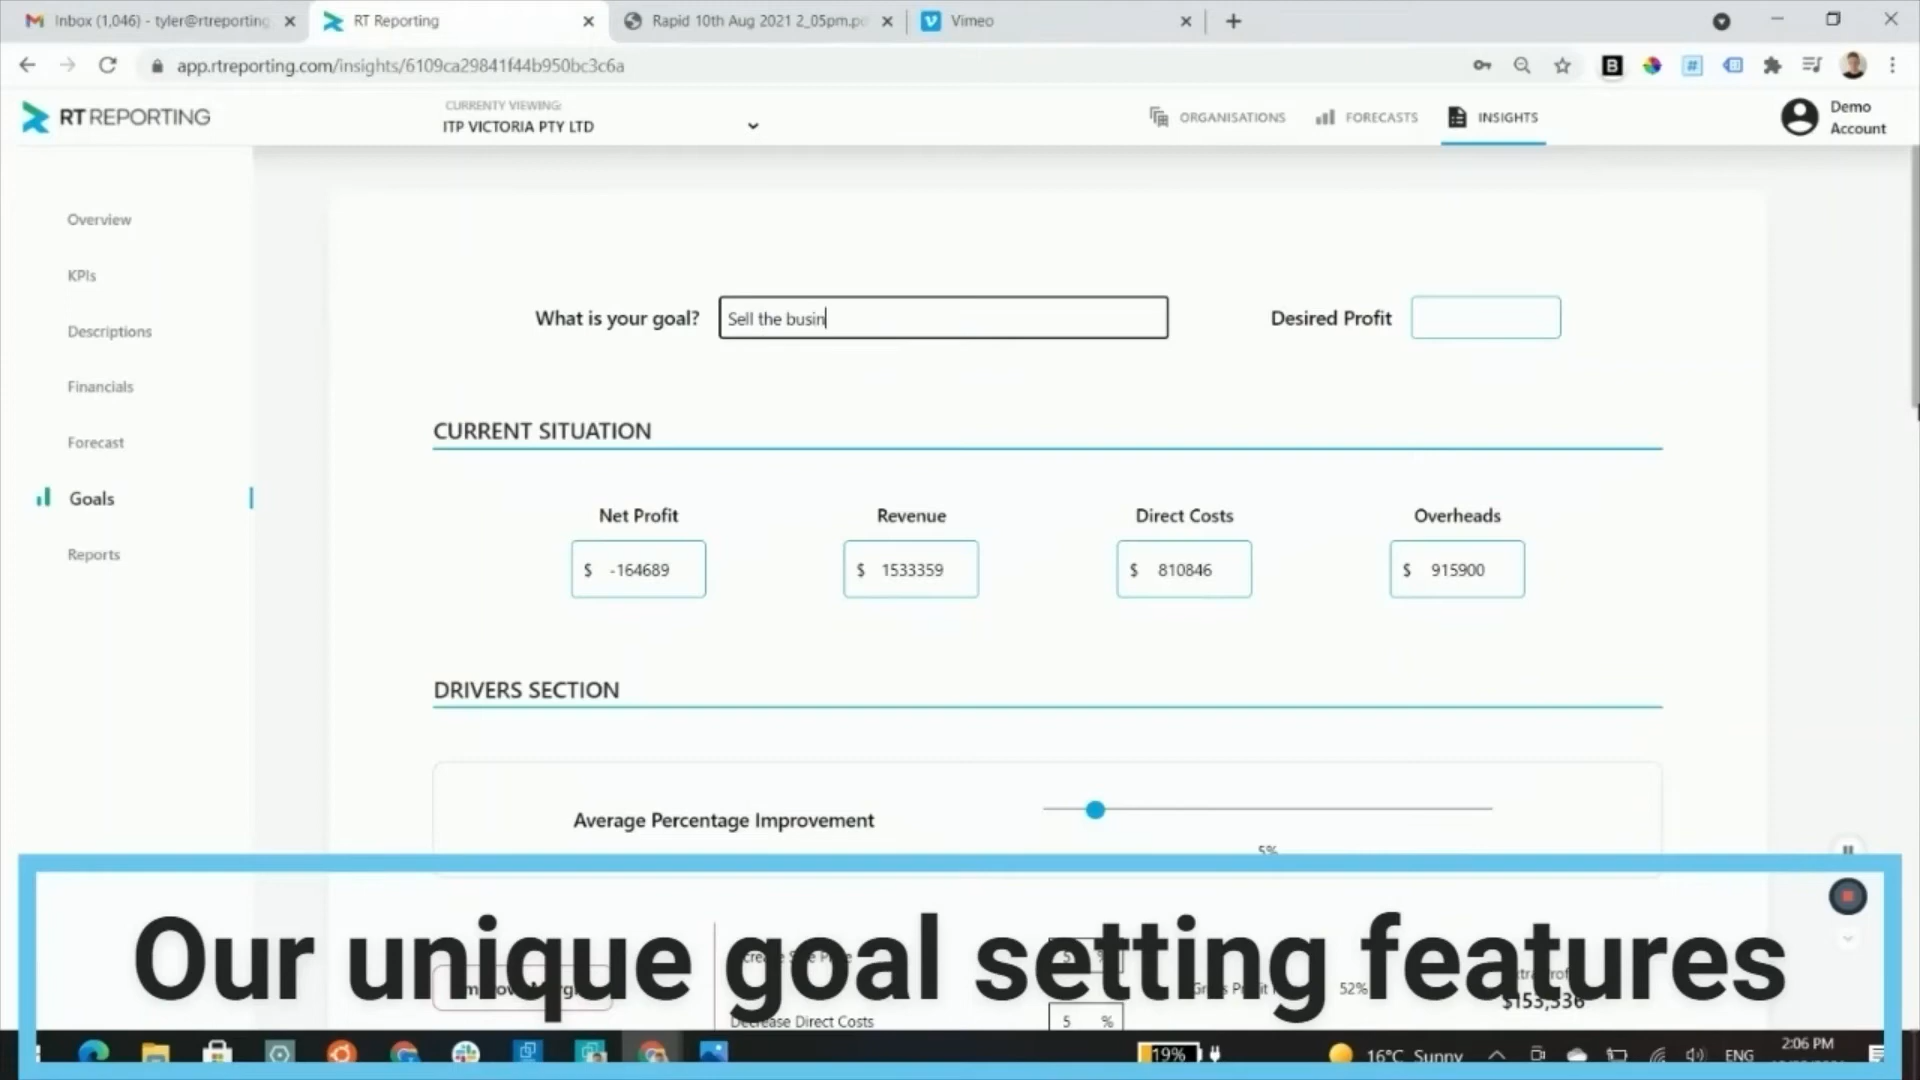 Inbox (1,046) - tyler@rtreporting
RT Reporting
Rapid 10th Aug 2021 2_05pm.p
Vimeo
app.rtreporting.com/insights/6109ca29841f44b950bc3c6a
RT REPORTING
CURRENTY VIEWING:
ITP VICTORIA PTY LTD
ORGANISATIONS
FORECASTS
INSIGHTS
Demo
Account
Overview
KPIs
Descriptions
Financials
Forecast
Goals
Reports
What is your goal?
Sell the busin
Desired Profit
CURRENT SITUATION
Net Profit
Revenue
Direct Costs
Overheads
$ -164689
$ 1533359
$ 810846
$ 915900
DRIVERS SECTION
Average Percentage Improvement
5%
Our unique goal setting features
52%
$153,336
Decrease Direct Costs
5 %
19%
16°C Sunny
ENG
2:06 PM